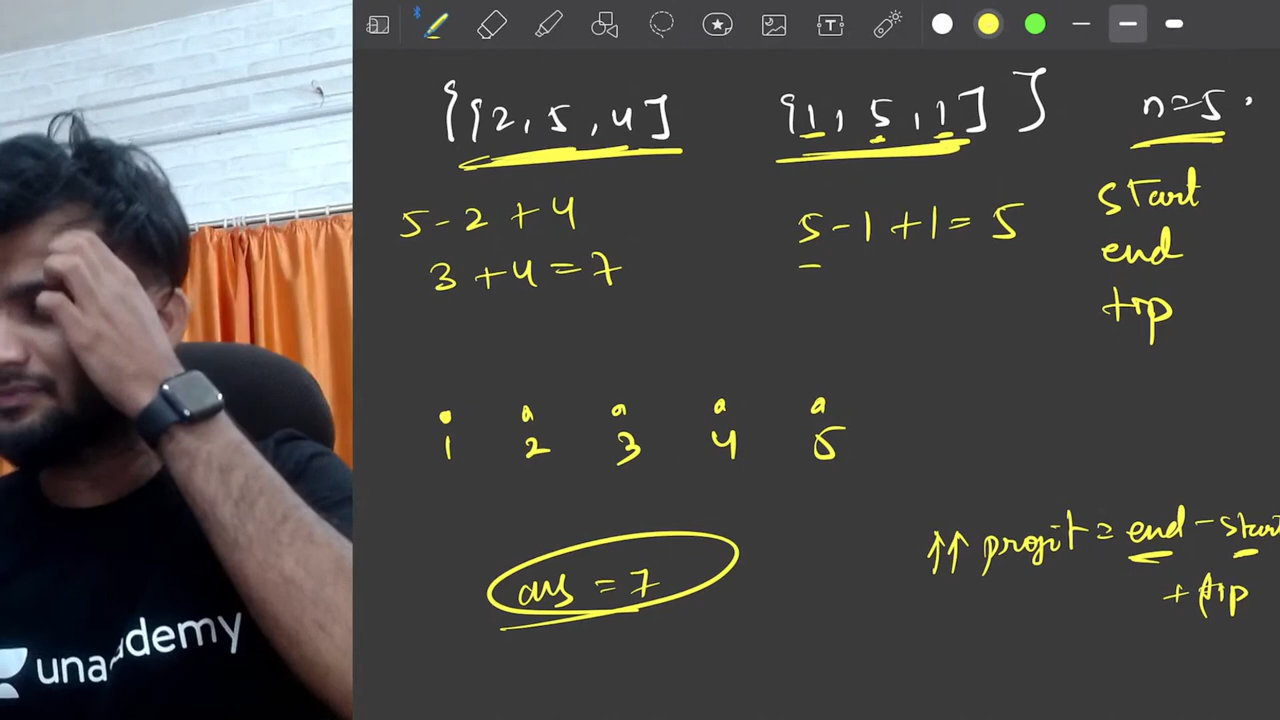 {[2, 5, 4] [1, 5, 1]} n=5.
5-2+4
3+4=7
5-1+1=5
start
end
tip
1 2 3 4 5
ans = 7
↑↑ profit = end - start
+ tip
unacademy